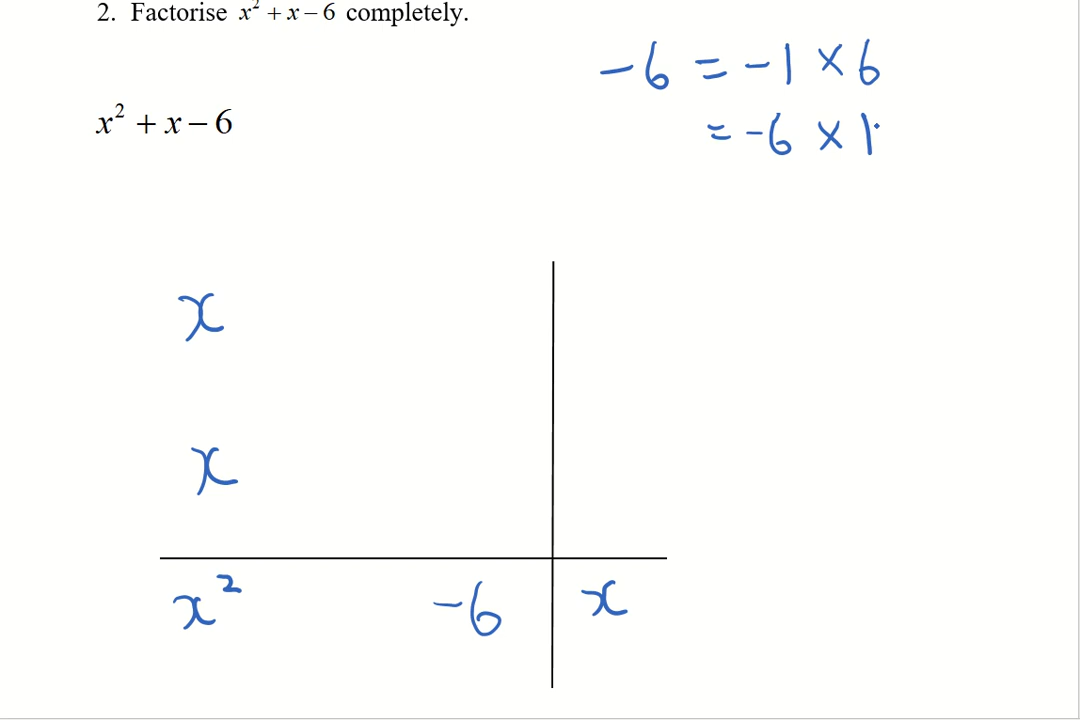 2. Factorise x² + x − 6 completely.
−6 = −1 × 6
x² + x − 6
= −6 × 1
x
x
x² −6 x